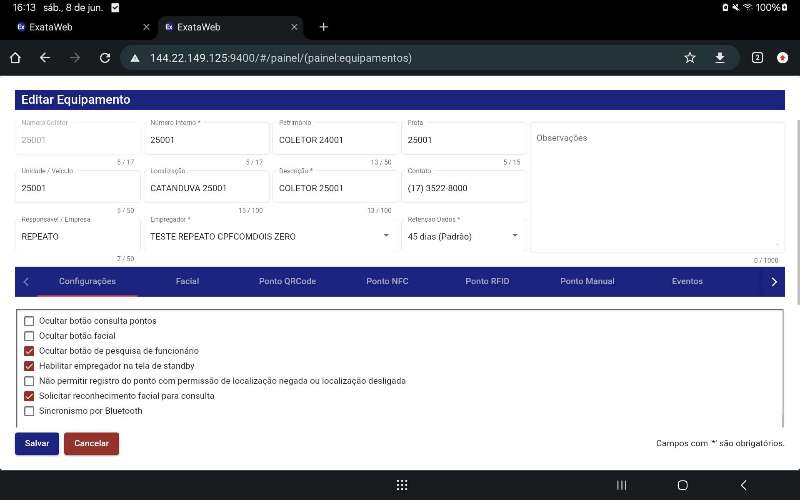 16:13 sáb., 8 de jun.
100%
ExataWeb
ExataWeb
144.22.149.125:9400/#/painel/(painel:equipamentos)
2
Editar Equipamento
Número Coletor
25001
5 / 17
Número Interno *
25001
5 / 17
Patrimônio
COLETOR 24001
13 / 50
Frota
25001
5 / 15
Observações
0 / 1000
Unidade / Veículo
25001
5 / 50
Localização
CATANDUVA 25001
15 / 100
Descrição *
COLETOR 25001
13 / 100
Contato
(17) 3522-8000
Responsável / Empresa
REPEATO
7 / 50
Empregador *
TESTE REPEATO CPFCOMDOIS ZERO
Retenção Dados *
45 dias (Padrão)
Configurações Facial Ponto QRCode Ponto NFC Ponto RFID Ponto Manual Eventos
Ocultar botão consulta pontos
Ocultar botão facial
Ocultar botão de pesquisa de funcionário
Habilitar empregador na tela de standby
Não permitir registro do ponto com permissão de localização negada ou localização desligada
Solicitar reconhecimento facial para consulta
Sincronismo por Bluetooth
Salvar Cancelar
Campos com '*' são obrigatórios.